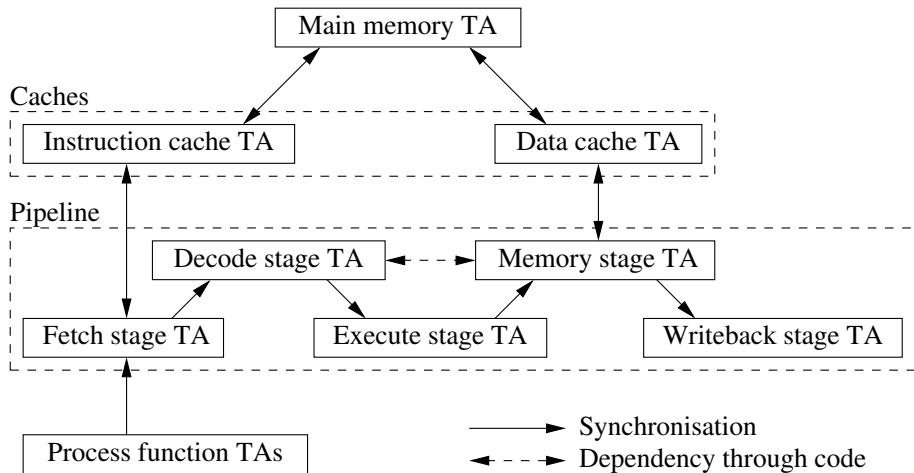 Main memory TA
Caches
Instruction cache TA
Data cache TA
Pipeline
Decode stage TA
Memory stage TA
Fetch stage TA
Execute stage TA
Writeback stage TA
Process function TAs
Synchronisation
Dependency through code